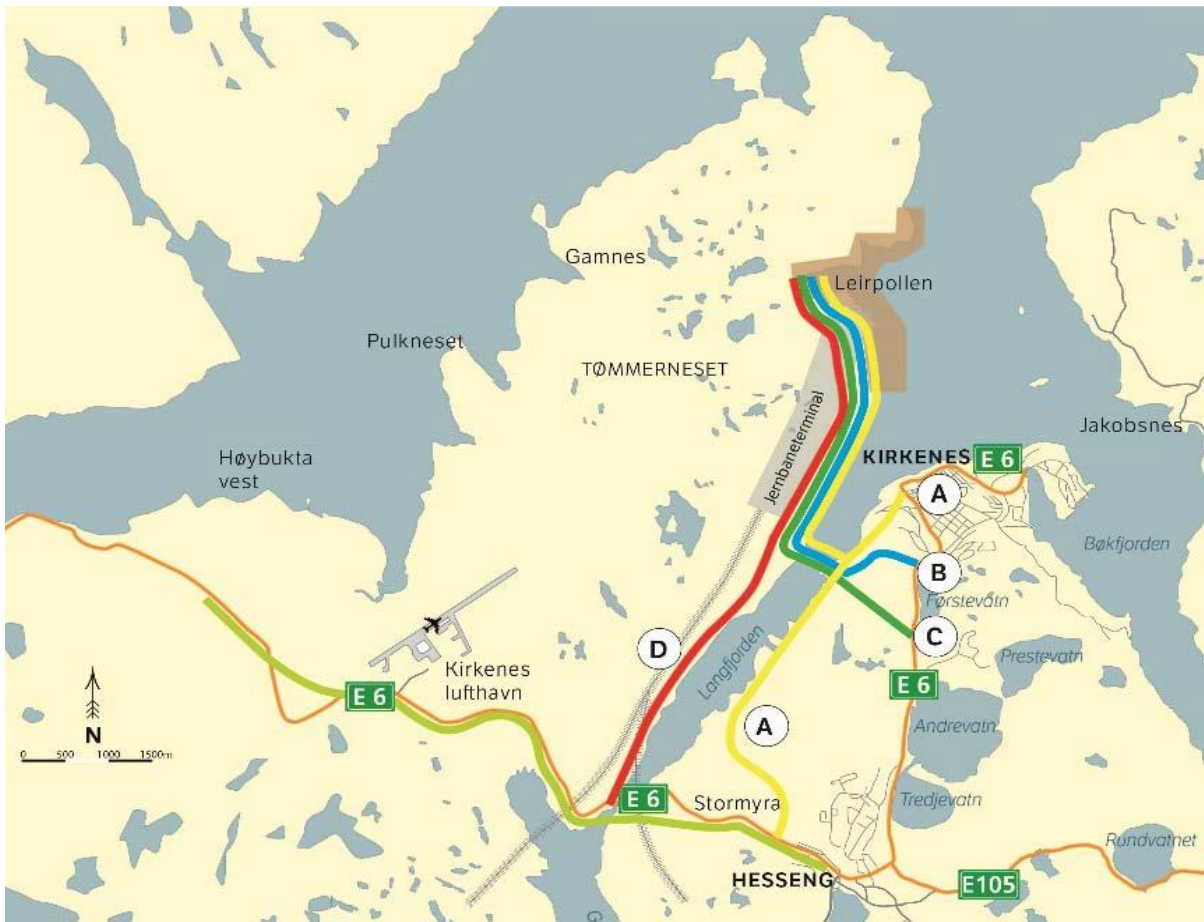 Gamnes
Leirpollen
Pulkneset
TØMMERNESET
Jernbaneterminal
Jakobsnes
KIRKENES
E 6
Høybukta
vest
A
Bøkfjorden
B
Førstevatn
C
D
Langfjorden
Prestevatn
Kirkenes
lufthavn
E 6
E 6
A
Andrevatn
N
0 500 1000 1500m
E 6
Stormyra
Tredjevatn
Rundvatnet
HESSENG
E105